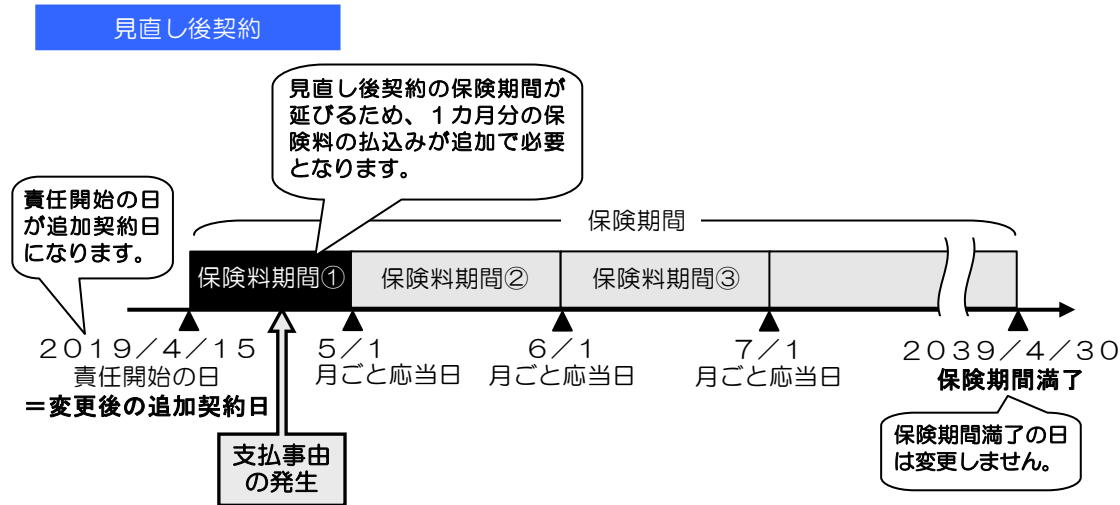 見直し後契約
見直し後契約の保険期間が
延びるため、１カ月分の保
険料の払込みが追加で必要
となります。
責任開始の日
が追加契約日
になります。
保険期間
保険料期間①
保険料期間②
保険料期間③
２０１９／４／１５
５／１
６／１
７／１
２０３９／４／３０
責任開始の日
月ごと応当日
月ごと応当日
月ごと応当日
保険期間満了
＝変更後の追加契約日
支払事由
の発生
保険期間満了の日
は変更しません。